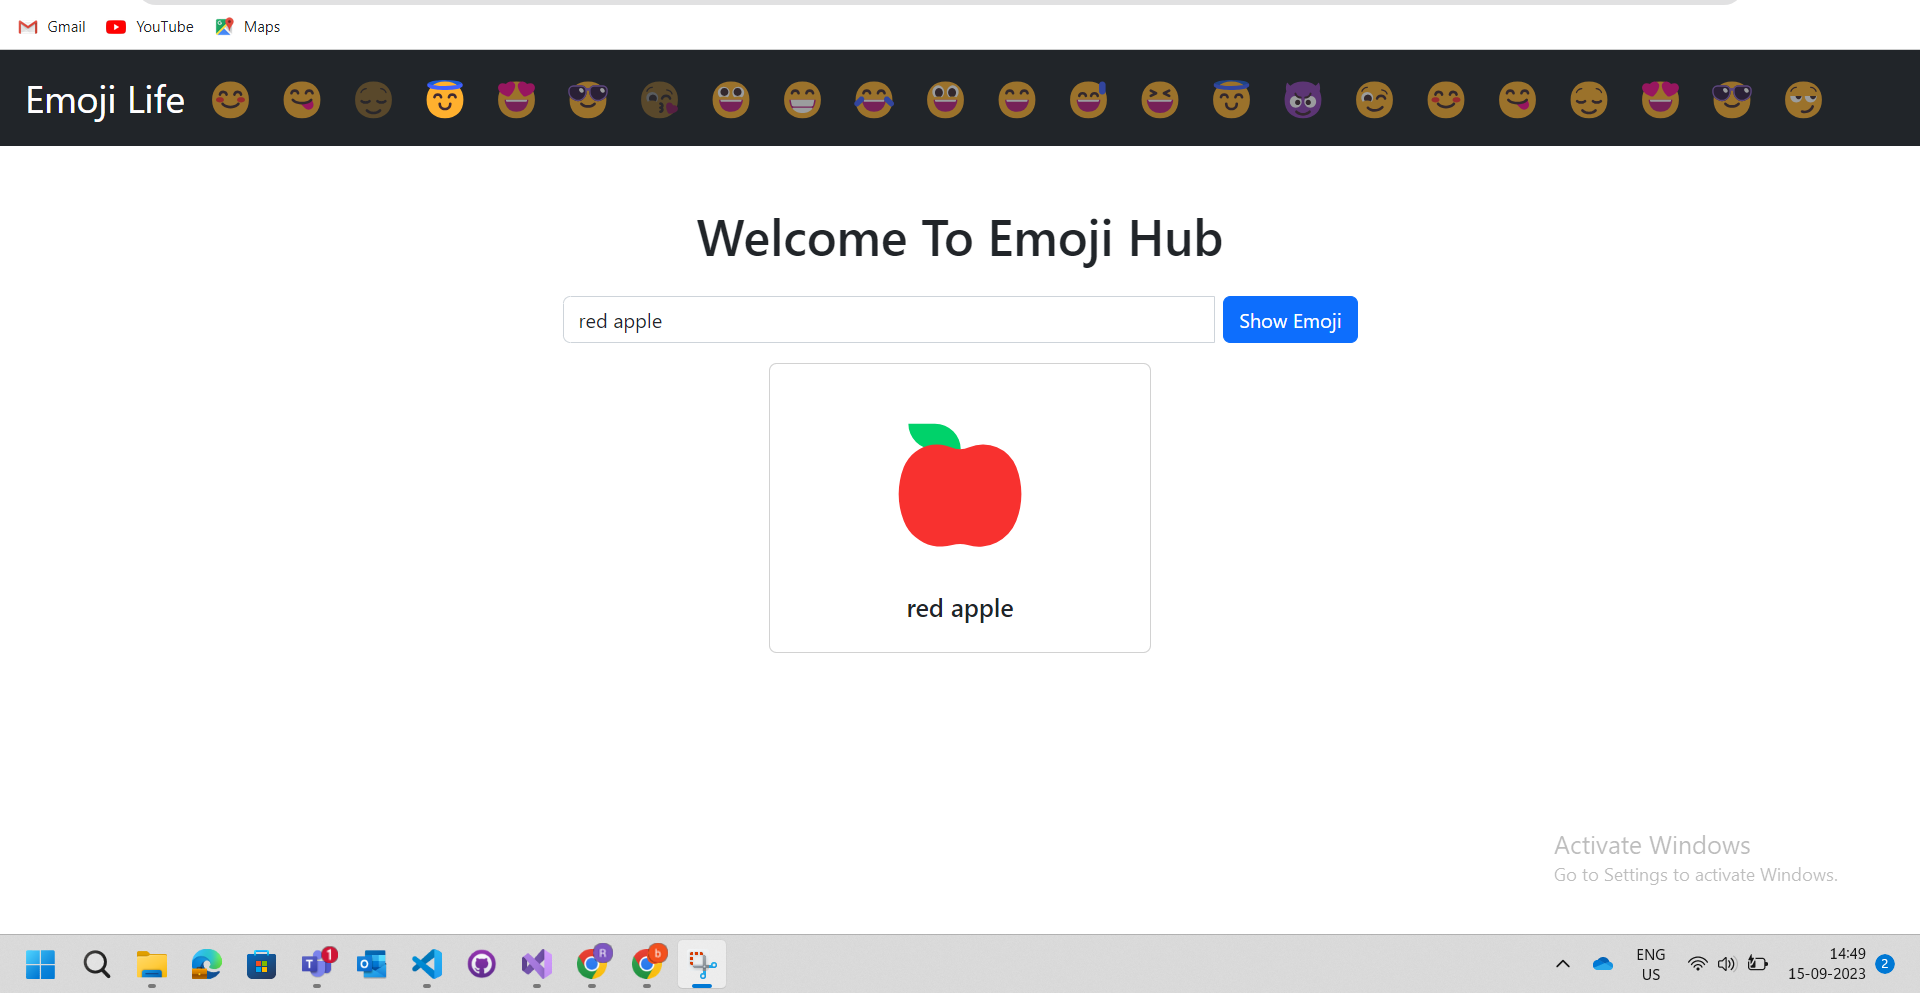 Gmail YouTube Maps
Emoji Life
Welcome To Emoji Hub
red apple Show Emoji
red apple
Activate Windows
Go to Settings to activate Windows.
1 R b
ENG
US
14:49
15-09-2023
2